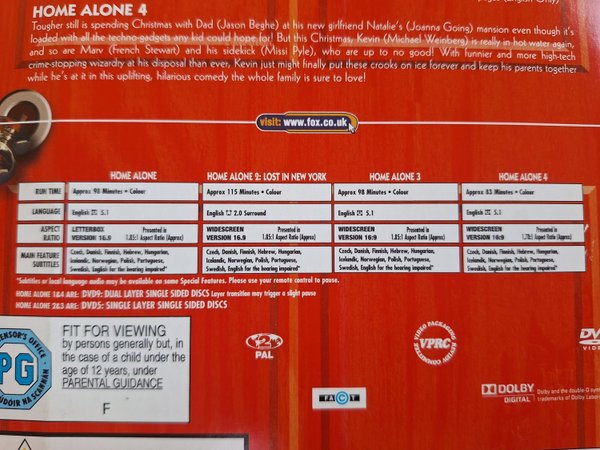 (English Only)
HOME ALONE 4
Tougher still is spending Christmas with Dad (Jason Beghe) at his new girlfriend Natalie's (Joanna Going) mansion even though it's
loaded with all the techno-gadgets any kid could hope for! But this Christmas, Kevin (Michael Weinberg) is really in hot water again,
and so are Marv (French Stewart) and his sidekick (Missi Pyle), who are up to no good! With funnier and more high-tech
crime-stopping wizardry at his disposal than ever, Kevin just might finally put these crooks on ice forever and keep his parents together
while he's at it in this uplifting, hilarious comedy the whole family is sure to love!
visit: www.fox.co.uk
HOME ALONE HOME ALONE 2: LOST IN NEW YORK HOME ALONE 3 HOME ALONE 4
RUN TIME Approx 98 Minutes • Colour Approx 115 Minutes • Colour Approx 98 Minutes • Colour Approx 83 Minutes • Colour
LANGUAGE English 5.1 English 2.0 Surround English 5.1 English 5.1
ASPECT LETTERBOX Presented in WIDESCREEN Presented in WIDESCREEN Presented in WIDESCREEN Presented in
RATIO VERSION 16:9 1.85:1 Aspect Ratio (Approx) VERSION 16:9 1.85:1 Aspect Ratio (Approx) VERSION 16:9 1.85:1 Aspect Ratio (Approx) VERSION 16:9 1.78:1 Aspect Ratio (Approx)
MAIN FEATURE Czech, Danish, Finnish, Hebrew, Hungarian, Czech, Danish, Finnish, Hebrew, Hungarian, Czech, Danish, Finnish, Hebrew, Hungarian, Czech, Danish, Finnish, Hebrew, Hungarian,
SUBTITLES Icelandic, Norwegian, Polish, Portuguese, Icelandic, Norwegian, Polish, Portuguese, Icelandic, Norwegian, Polish, Portuguese, Icelandic, Norwegian, Polish, Portuguese,
Swedish, English for the hearing impaired* Swedish, English for the hearing impaired* Swedish, English for the hearing impaired* Swedish, English for the hearing impaired*
*Subtitles or local language audio may be available on some Special Features. Please use your remote control to pause.
HOME ALONE 1&4 ARE: DVD9: DUAL LAYER SINGLE SIDED DISCS Layer transition may trigger a slight pause
HOME ALONE 2&3 ARE: DVD5: SINGLE LAYER SINGLE SIDED DISCS
OFFICE
PG
FIT FOR VIEWING
by persons generally but, in
the case of a child under the
age of 12 years, under
PARENTAL GUIDANCE
F
2
PAL
VIDEO PACKAGING
VPRC
REVIEW COMMITTEE
FACT
DVD
VIDEO
DOLBY
DIGITAL
Dolby and the double-D
trademarks of Dolby